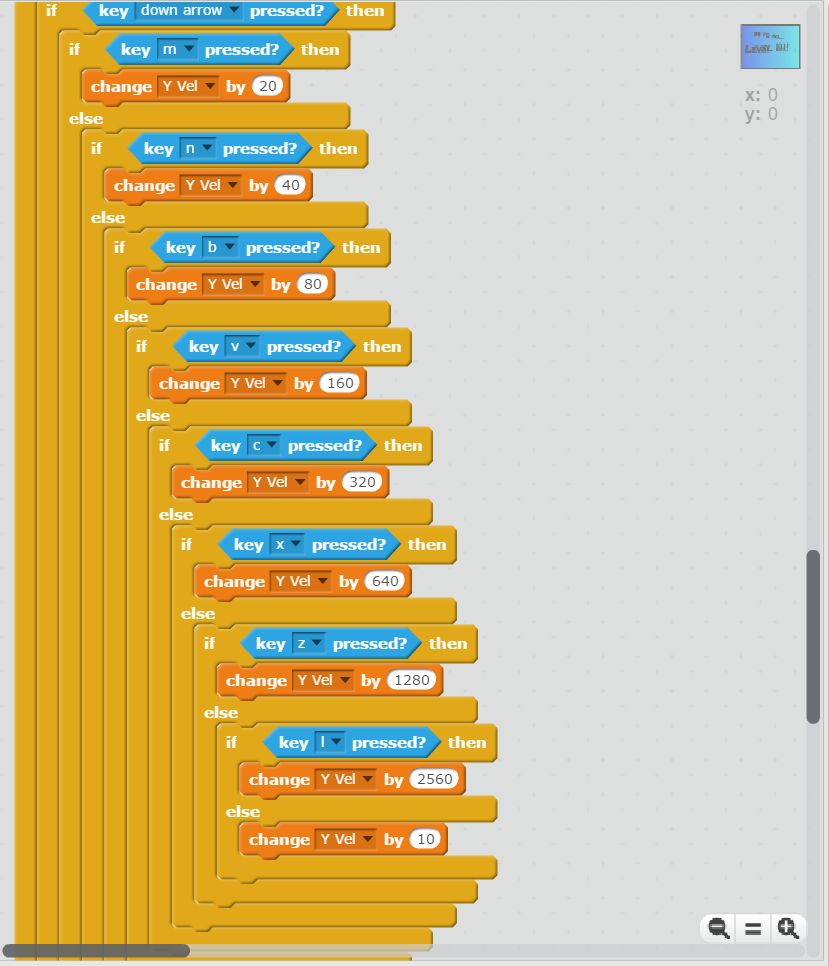 if key down arrow pressed? then
if key m pressed? then
change Y Vel by 20
else
if key n pressed? then
change Y Vel by 40
else
if key b pressed? then
change Y Vel by 80
else
if key v pressed? then
change Y Vel by 160
else
if key c pressed? then
change Y Vel by 320
else
if key x pressed? then
change Y Vel by 640
else
if key z pressed? then
change Y Vel by 1280
else
if key l pressed? then
change Y Vel by 2560
else
change Y Vel by 10
x: 0
y: 0